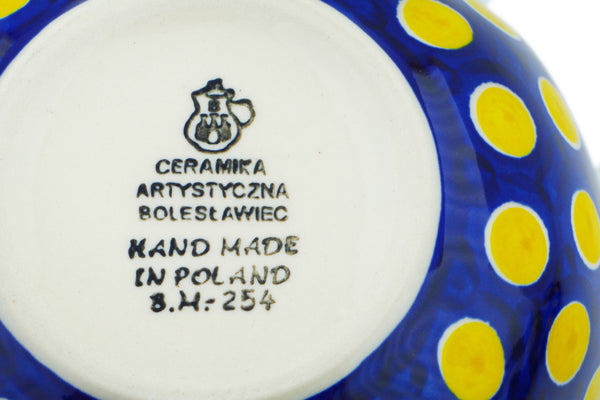 CERAMIKA
ARTYSTYCZNA
BOLESŁAWIEC
HAND MADE
IN POLAND
B.H.-254